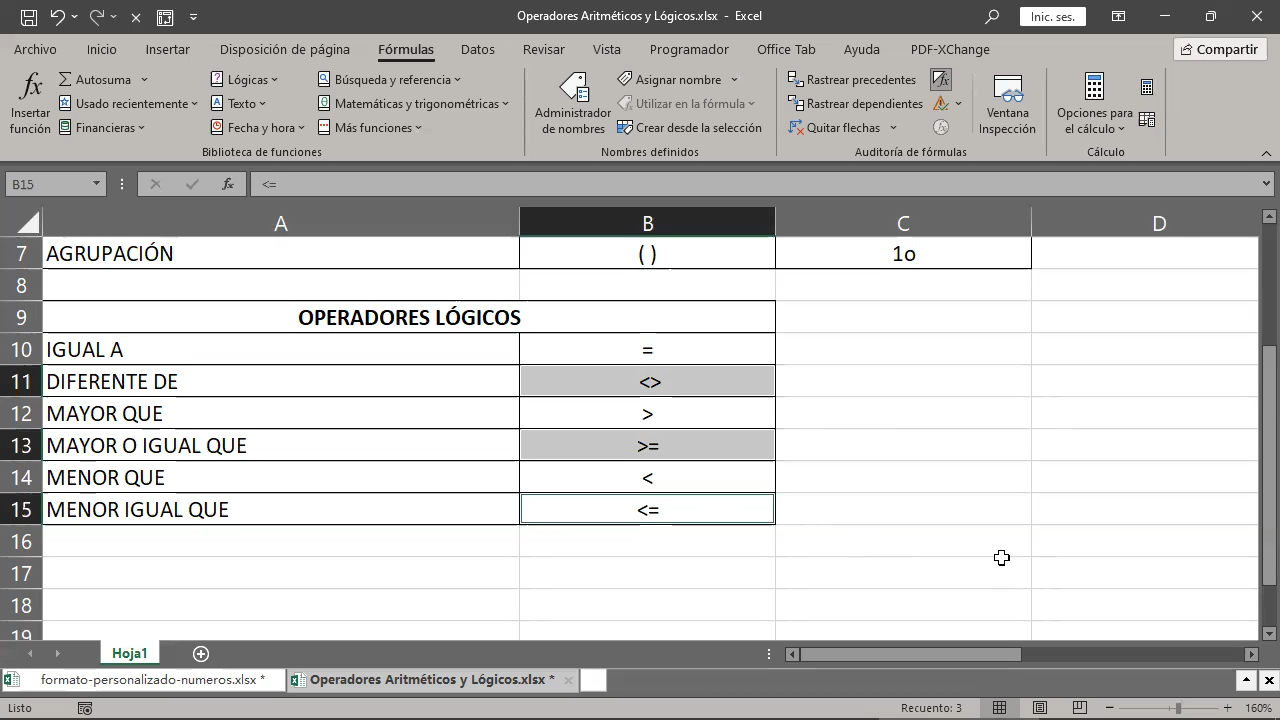 Operadores Aritméticos y Lógicos.xlsx - Excel
Inic. ses.
Archivo Inicio Insertar Disposición de página Fórmulas Datos Revisar Vista Programador Office Tab Ayuda PDF-XChange Compartir
fx Insertar función
Autosuma
Usado recientemente
Financieras
Lógicas
Texto
Fecha y hora
Búsqueda y referencia
Matemáticas y trigonométricas
Más funciones
Biblioteca de funciones
Administrador de nombres
Asignar nombre
Utilizar en la fórmula
Crear desde la selección
Nombres definidos
Rastrear precedentes
Rastrear dependientes
Quitar flechas
Ventana Inspección
Auditoría de fórmulas
Opciones para el cálculo
Cálculo
B15 fx <=
A B C D
7 AGRUPACIÓN ( ) 1o
8
9 OPERADORES LÓGICOS
10 IGUAL A =
11 DIFERENTE DE <>
12 MAYOR QUE >
13 MAYOR O IGUAL QUE >=
14 MENOR QUE <
15 MENOR IGUAL QUE <=
16
17
18
19
Hoja1
formato-personalizado-numeros.xlsx * Operadores Aritméticos y Lógicos.xlsx *
Listo Recuento: 3 160%